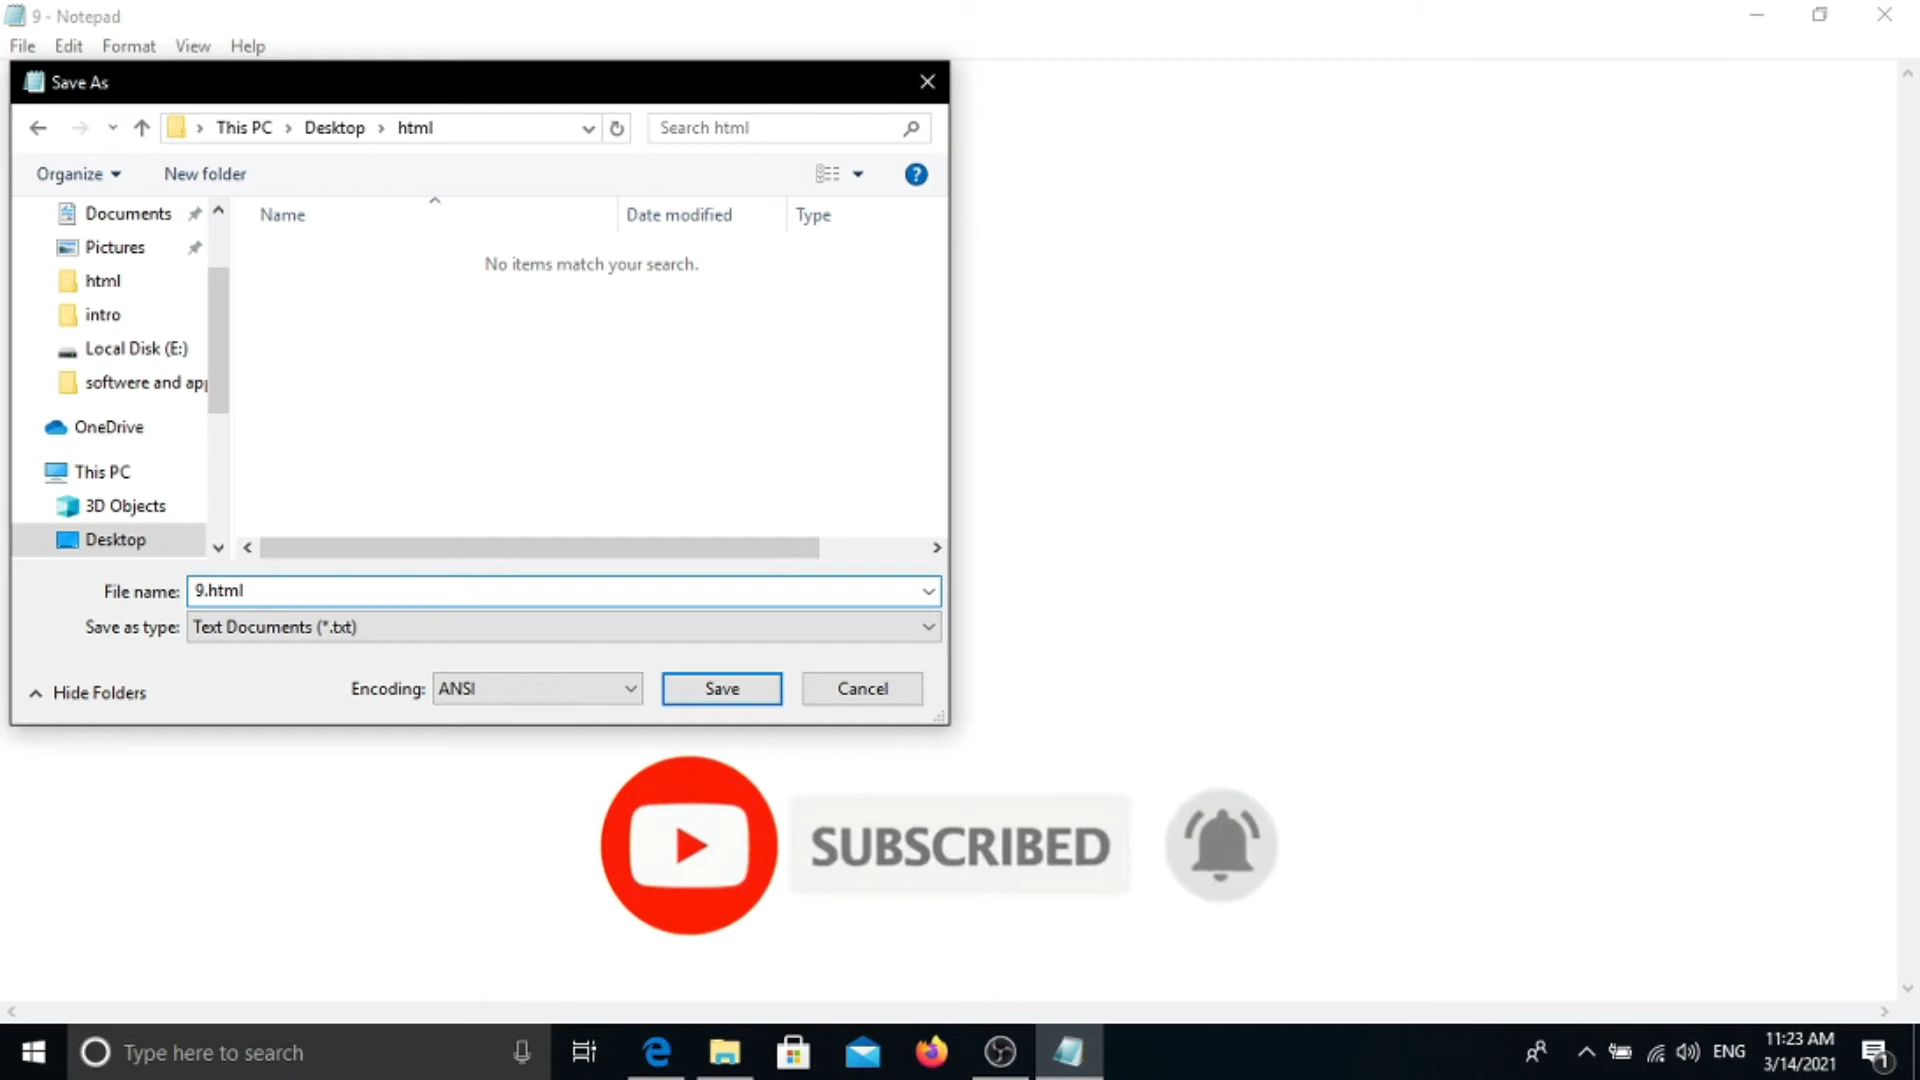 9 - Notepad
File Edit Format View Help
Save As
This PC Desktop html
Search html
Organize New folder
Documents
Pictures
html
intro
Local Disk (E:)
softwere and app
OneDrive
This PC
3D Objects
Desktop
Name Date modified Type
No items match your search.
File name: 9.html
Save as type: Text Documents (*.txt)
Hide Folders
Encoding: ANSI
Save
Cancel
SUBSCRIBED
Type here to search
ENG
11:23 AM
3/14/2021
1